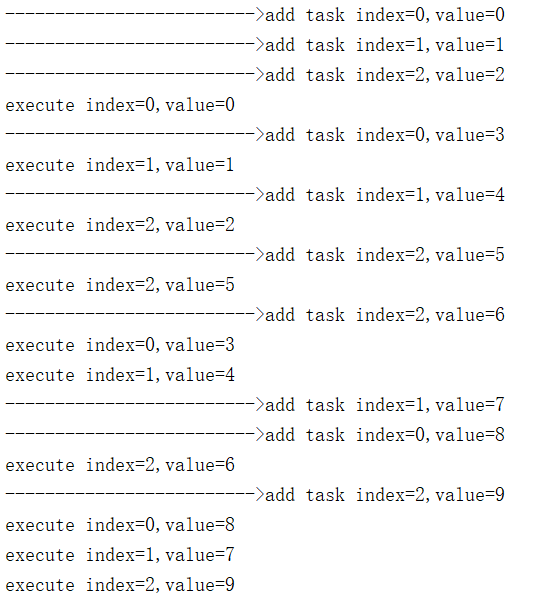 ------------------------->add task index=0,value=0
------------------------->add task index=1,value=1
------------------------->add task index=2,value=2
execute index=0,value=0
------------------------->add task index=0,value=3
execute index=1,value=1
------------------------->add task index=1,value=4
execute index=2,value=2
------------------------->add task index=2,value=5
execute index=2,value=5
------------------------->add task index=2,value=6
execute index=0,value=3
execute index=1,value=4
------------------------->add task index=1,value=7
------------------------->add task index=0,value=8
execute index=2,value=6
------------------------->add task index=2,value=9
execute index=0,value=8
execute index=1,value=7
execute index=2,value=9